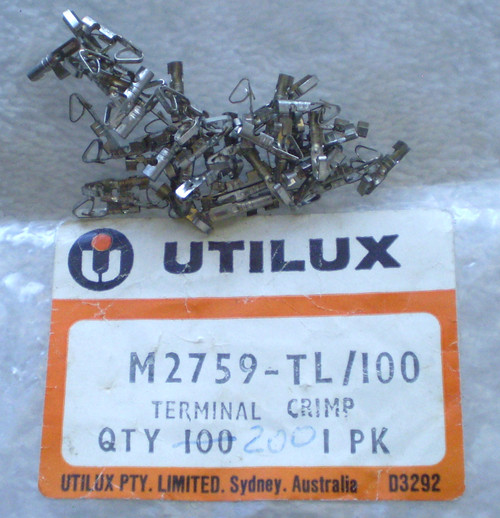 UTILUX
M2759-TL/100
TERMINAL CRIMP
QTY 100 200 1 PK
UTILUX PTY. LIMITED. Sydney. Australia D3292